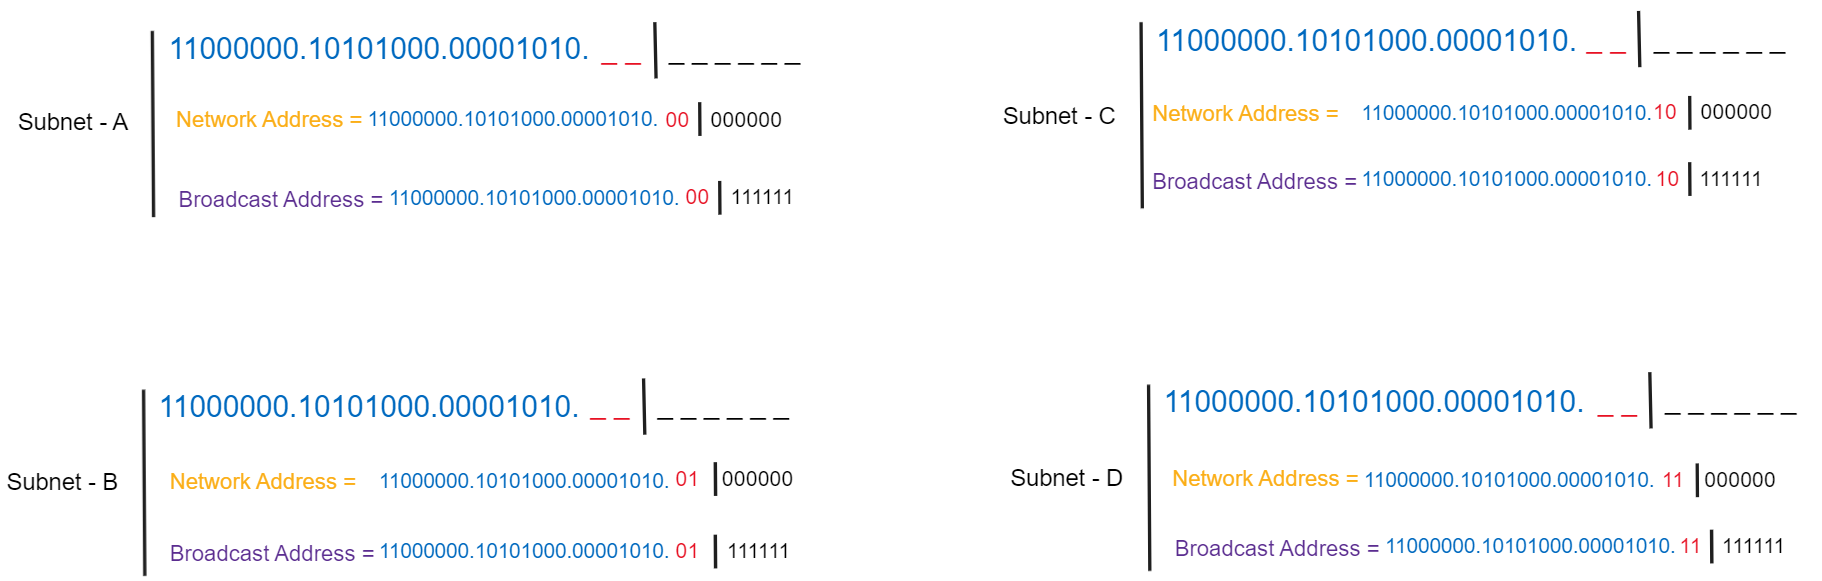 11000000.10101000.00001010. _ _ | _ _ _ _ _ _
Subnet - A
Network Address = 11000000.10101000.00001010. 00 | 000000
Broadcast Address = 11000000.10101000.00001010. 00 | 111111
11000000.10101000.00001010. _ _ | _ _ _ _ _ _
Subnet - C
Network Address = 11000000.10101000.00001010. 10 | 000000
Broadcast Address = 11000000.10101000.00001010. 10 | 111111
11000000.10101000.00001010. _ _ | _ _ _ _ _ _
Subnet - B
Network Address = 11000000.10101000.00001010. 01 | 000000
Broadcast Address = 11000000.10101000.00001010. 01 | 111111
11000000.10101000.00001010. _ _ | _ _ _ _ _ _
Subnet - D
Network Address = 11000000.10101000.00001010. 11 | 000000
Broadcast Address = 11000000.10101000.00001010. 11 | 111111